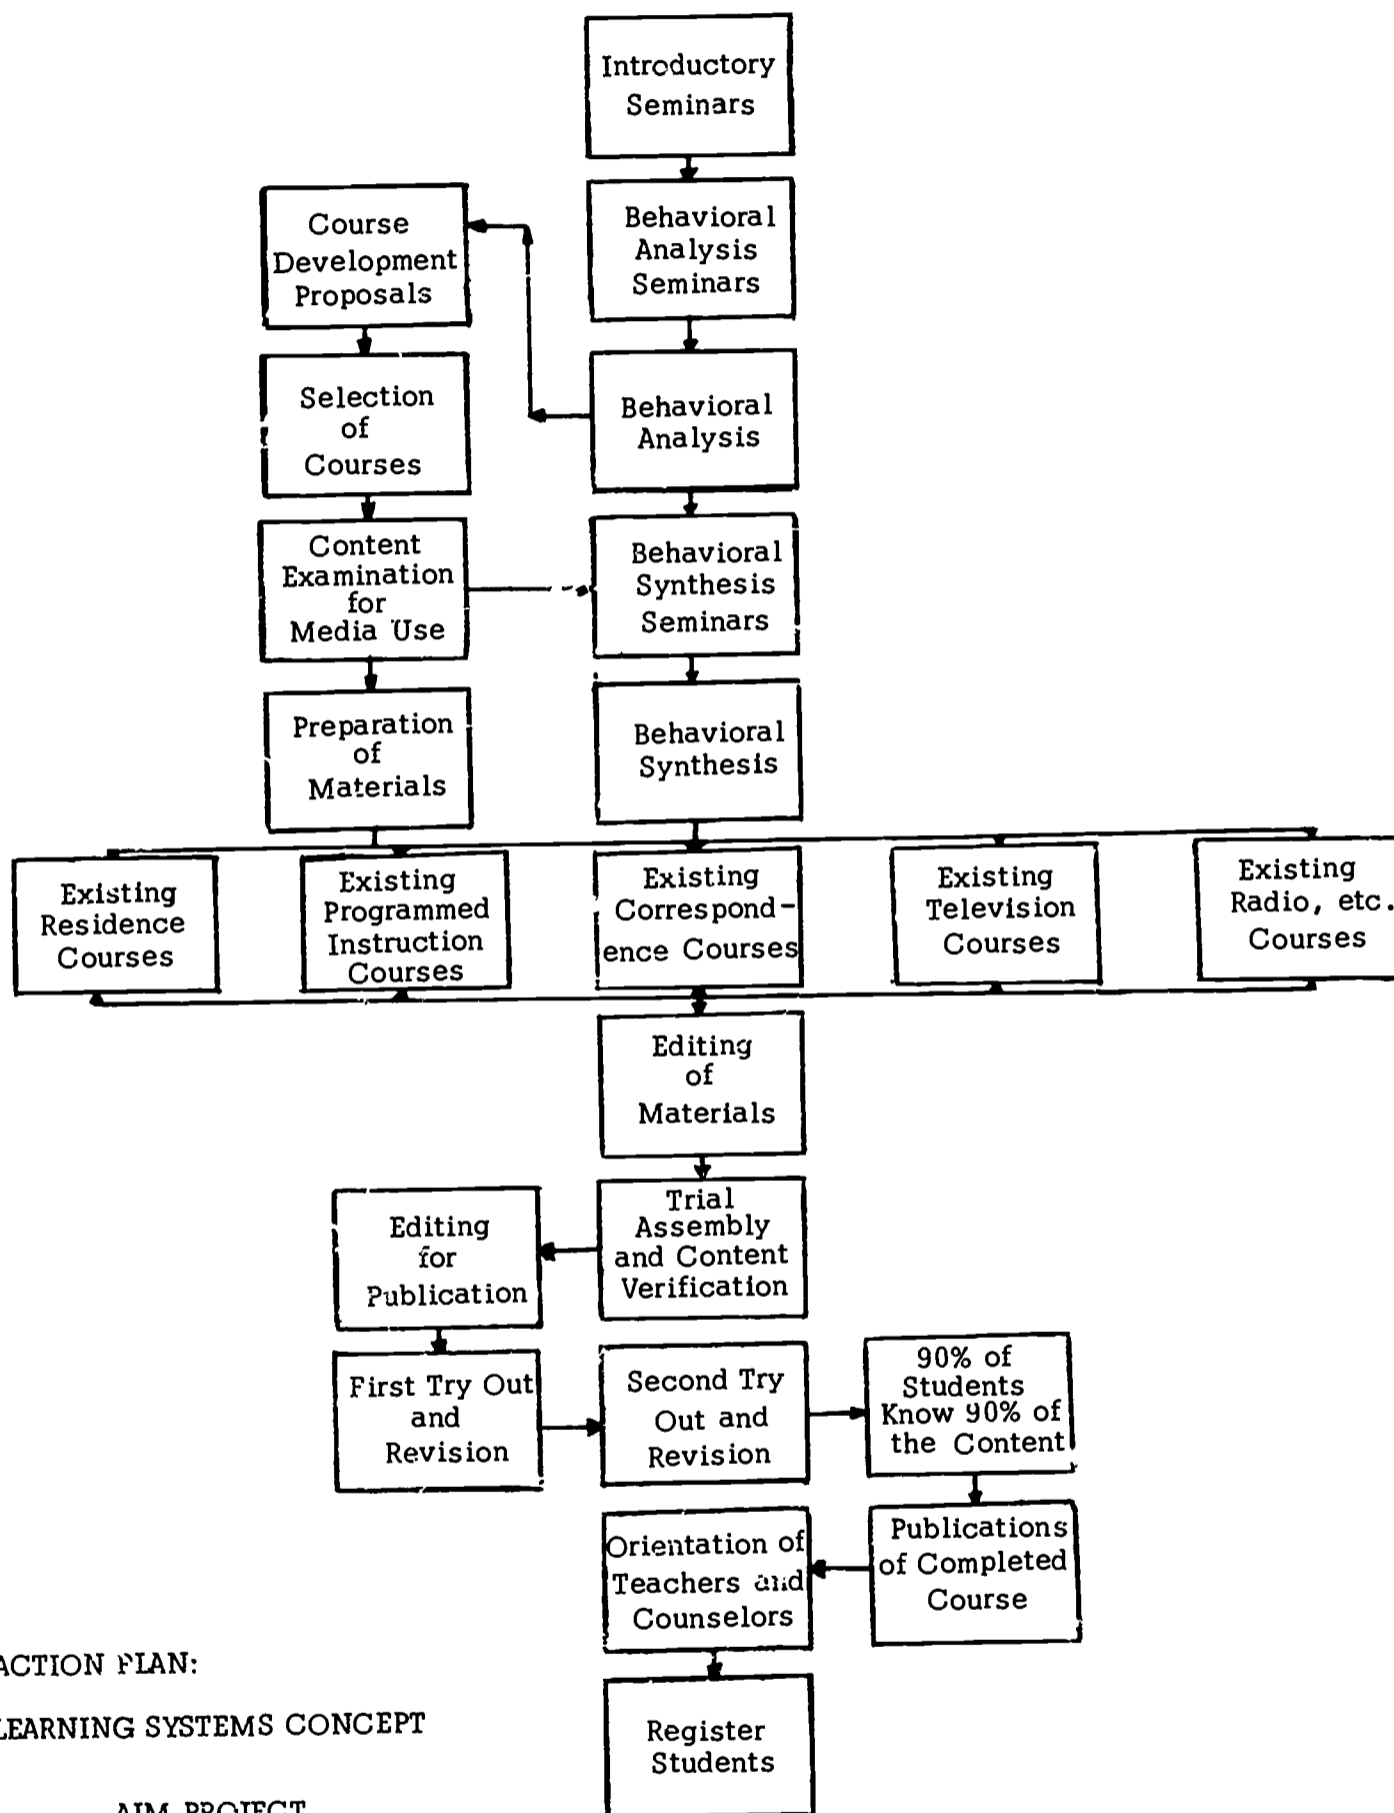 Introductory
Seminars
Course
Development
Proposals
Behavioral
Analysis
Seminars
Selection
of
Courses
Behavioral
Analysis
Content
Examination
for
Media Use
Behavioral
Synthesis
Seminars
Preparation
of
Materials
Behavioral
Synthesis
Existing
Residence
Courses
Existing
Programmed
Instruction
Courses
Existing
Correspond-
ence Courses
Existing
Television
Courses
Existing
Radio, etc.
Courses
Editing
of
Materials
Editing
for
Publication
Trial
Assembly
and Content
Verification
First Try Out
and
Revision
Second Try
Out and
Revision
90% of
Students
Know 90% of
the Content
Orientation of
Teachers and
Counselors
Publications
of Completed
Course
Register
Students
ACTION PLAN:
LEARNING SYSTEMS CONCEPT
AIM PROJECT